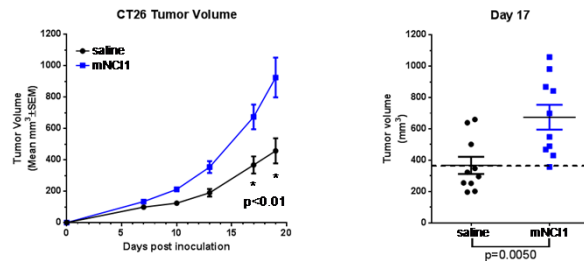 CT26 Tumor Volume
saline
mNCI1
Tumor Volume
(Mean mm³±SEM)
1200
1000
800
600
400
200
0
*
*
p<0.01
0
5
10
15
20
Days post inoculation
Day 17
Tumor Volume
(mm³)
1200
1000
800
600
400
200
0
saline
mNCI1
p=0.0050